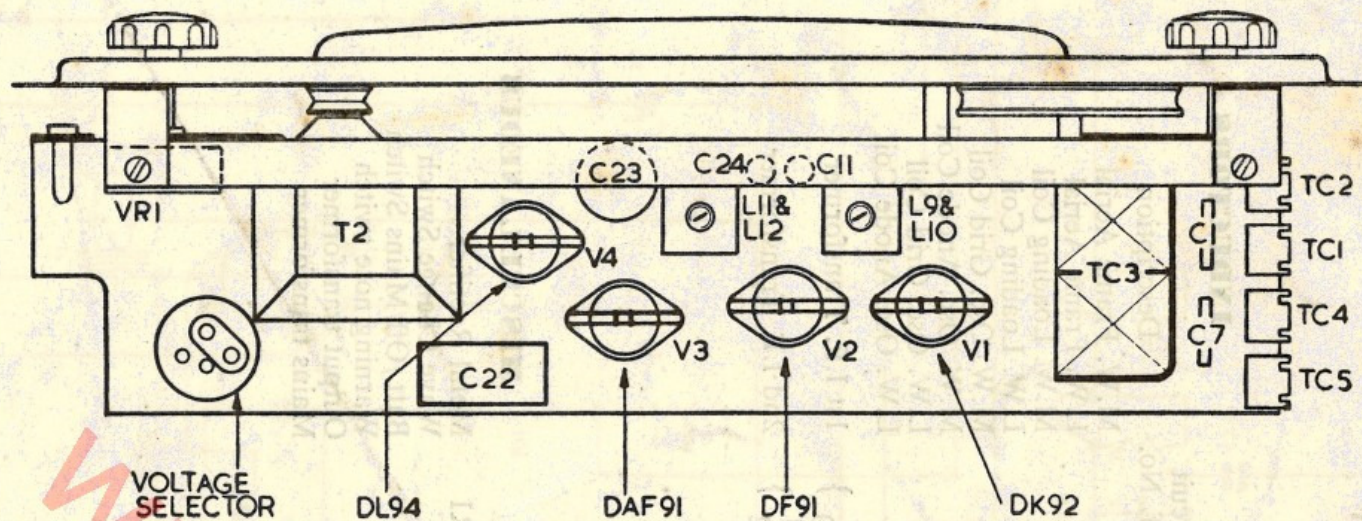 C24
C11
C23
VR1
T2
V4
L11&
L12
L9&
L10
TC3
C1
C7
TC2
TC1
TC4
TC5
V3
V2
V1
C22
VOLTAGE
SELECTOR
DL94
DAF91
DF91
DK92